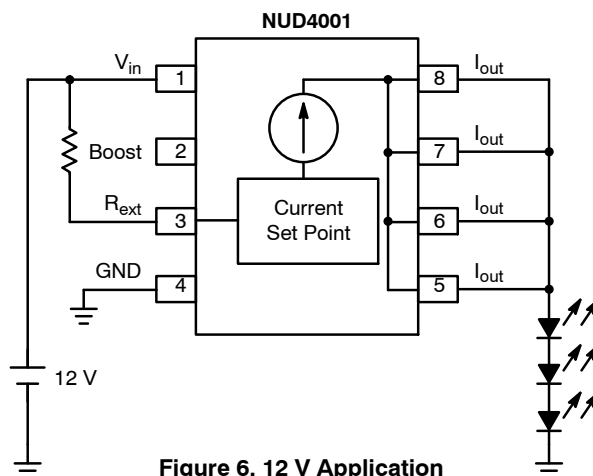 NUD4001
V_in 1
Boost 2
R_ext 3
GND 4
Current
Set Point
8 I_out
7 I_out
6 I_out
5 I_out
12 V
Figure 6. 12 V Application